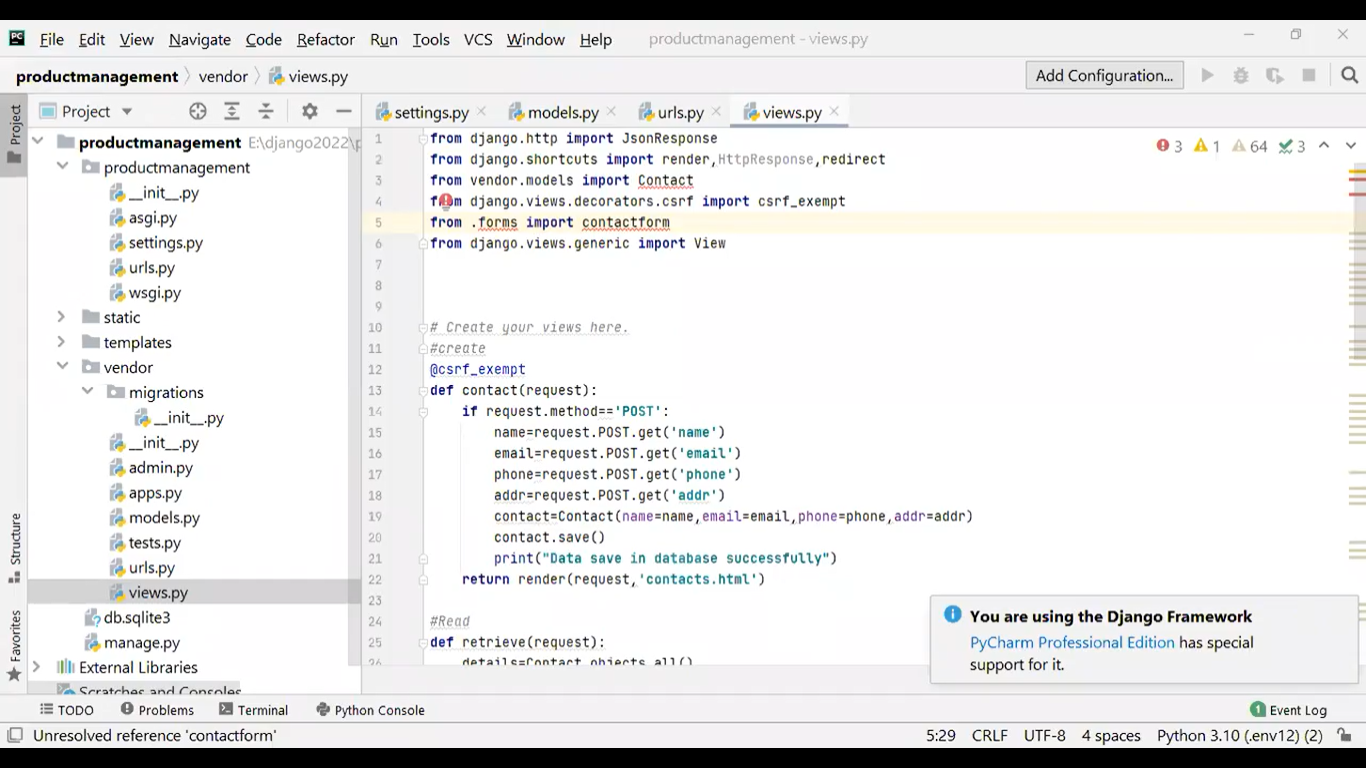 PC File Edit View Navigate Code Refactor Run Tools VCS Window Help productmanagement - views.py
productmanagement vendor views.py Add Configuration...
Project
Project
settings.py models.py urls.py views.py
productmanagement E:\django2022\p
productmanagement
__init__.py
asgi.py
settings.py
urls.py
wsgi.py
static
templates
vendor
migrations
__init__.py
__init__.py
admin.py
apps.py
models.py
tests.py
urls.py
views.py
db.sqlite3
manage.py
External Libraries
Scratches and Consoles
Structure
Favorites
3 1 64 3
1 from django.http import JsonResponse
2 from django.shortcuts import render,HttpResponse,redirect
3 from vendor.models import Contact
4 from django.views.decorators.csrf import csrf_exempt
5 from .forms import contactform
6 from django.views.generic import View
7
8
9
10 # Create your views here.
11 #create
12 @csrf_exempt
13 def contact(request):
14 if request.method=='POST':
15 name=request.POST.get('name')
16 email=request.POST.get('email')
17 phone=request.POST.get('phone')
18 addr=request.POST.get('addr')
19 contact=Contact(name=name,email=email,phone=phone,addr=addr)
20 contact.save()
21 print("Data save in database successfully")
22 return render(request,'contacts.html')
23
24 #Read
25 def retrieve(request):
26 details=Contact.objects.all()
You are using the Django Framework
PyCharm Professional Edition has special
support for it.
TODO Problems Terminal Python Console 1 Event Log
Unresolved reference 'contactform' 5:29 CRLF UTF-8 4 spaces Python 3.10 (.env12) (2)